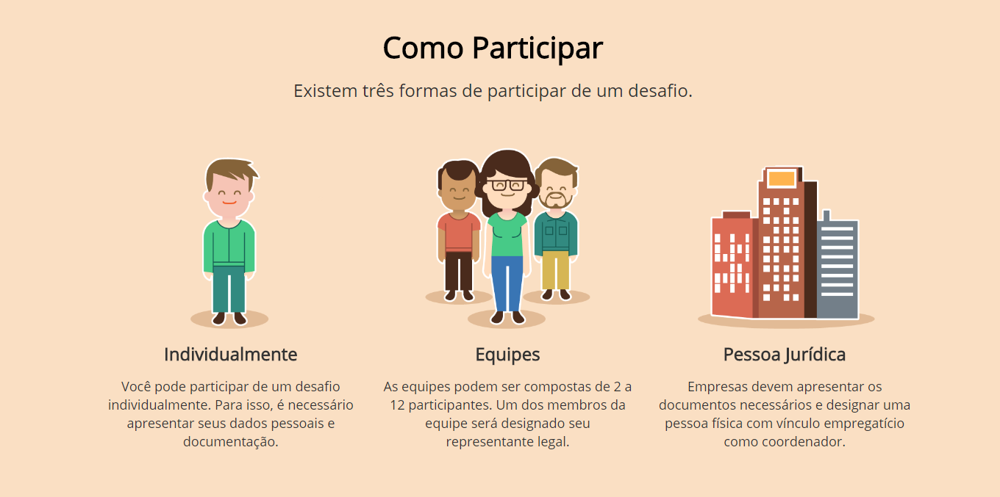 Como Participar
Existem três formas de participar de um desafio.
Individualmente
Você pode participar de um desafio
individualmente. Para isso, é necessário
apresentar seus dados pessoais e
documentação.
Equipes
As equipes podem ser compostas de 2 a
12 participantes. Um dos membros da
equipe será designado seu
representante legal.
Pessoa Jurídica
Empresas devem apresentar os
documentos necessários e designar uma
pessoa física com vínculo empregatício
como coordenador.